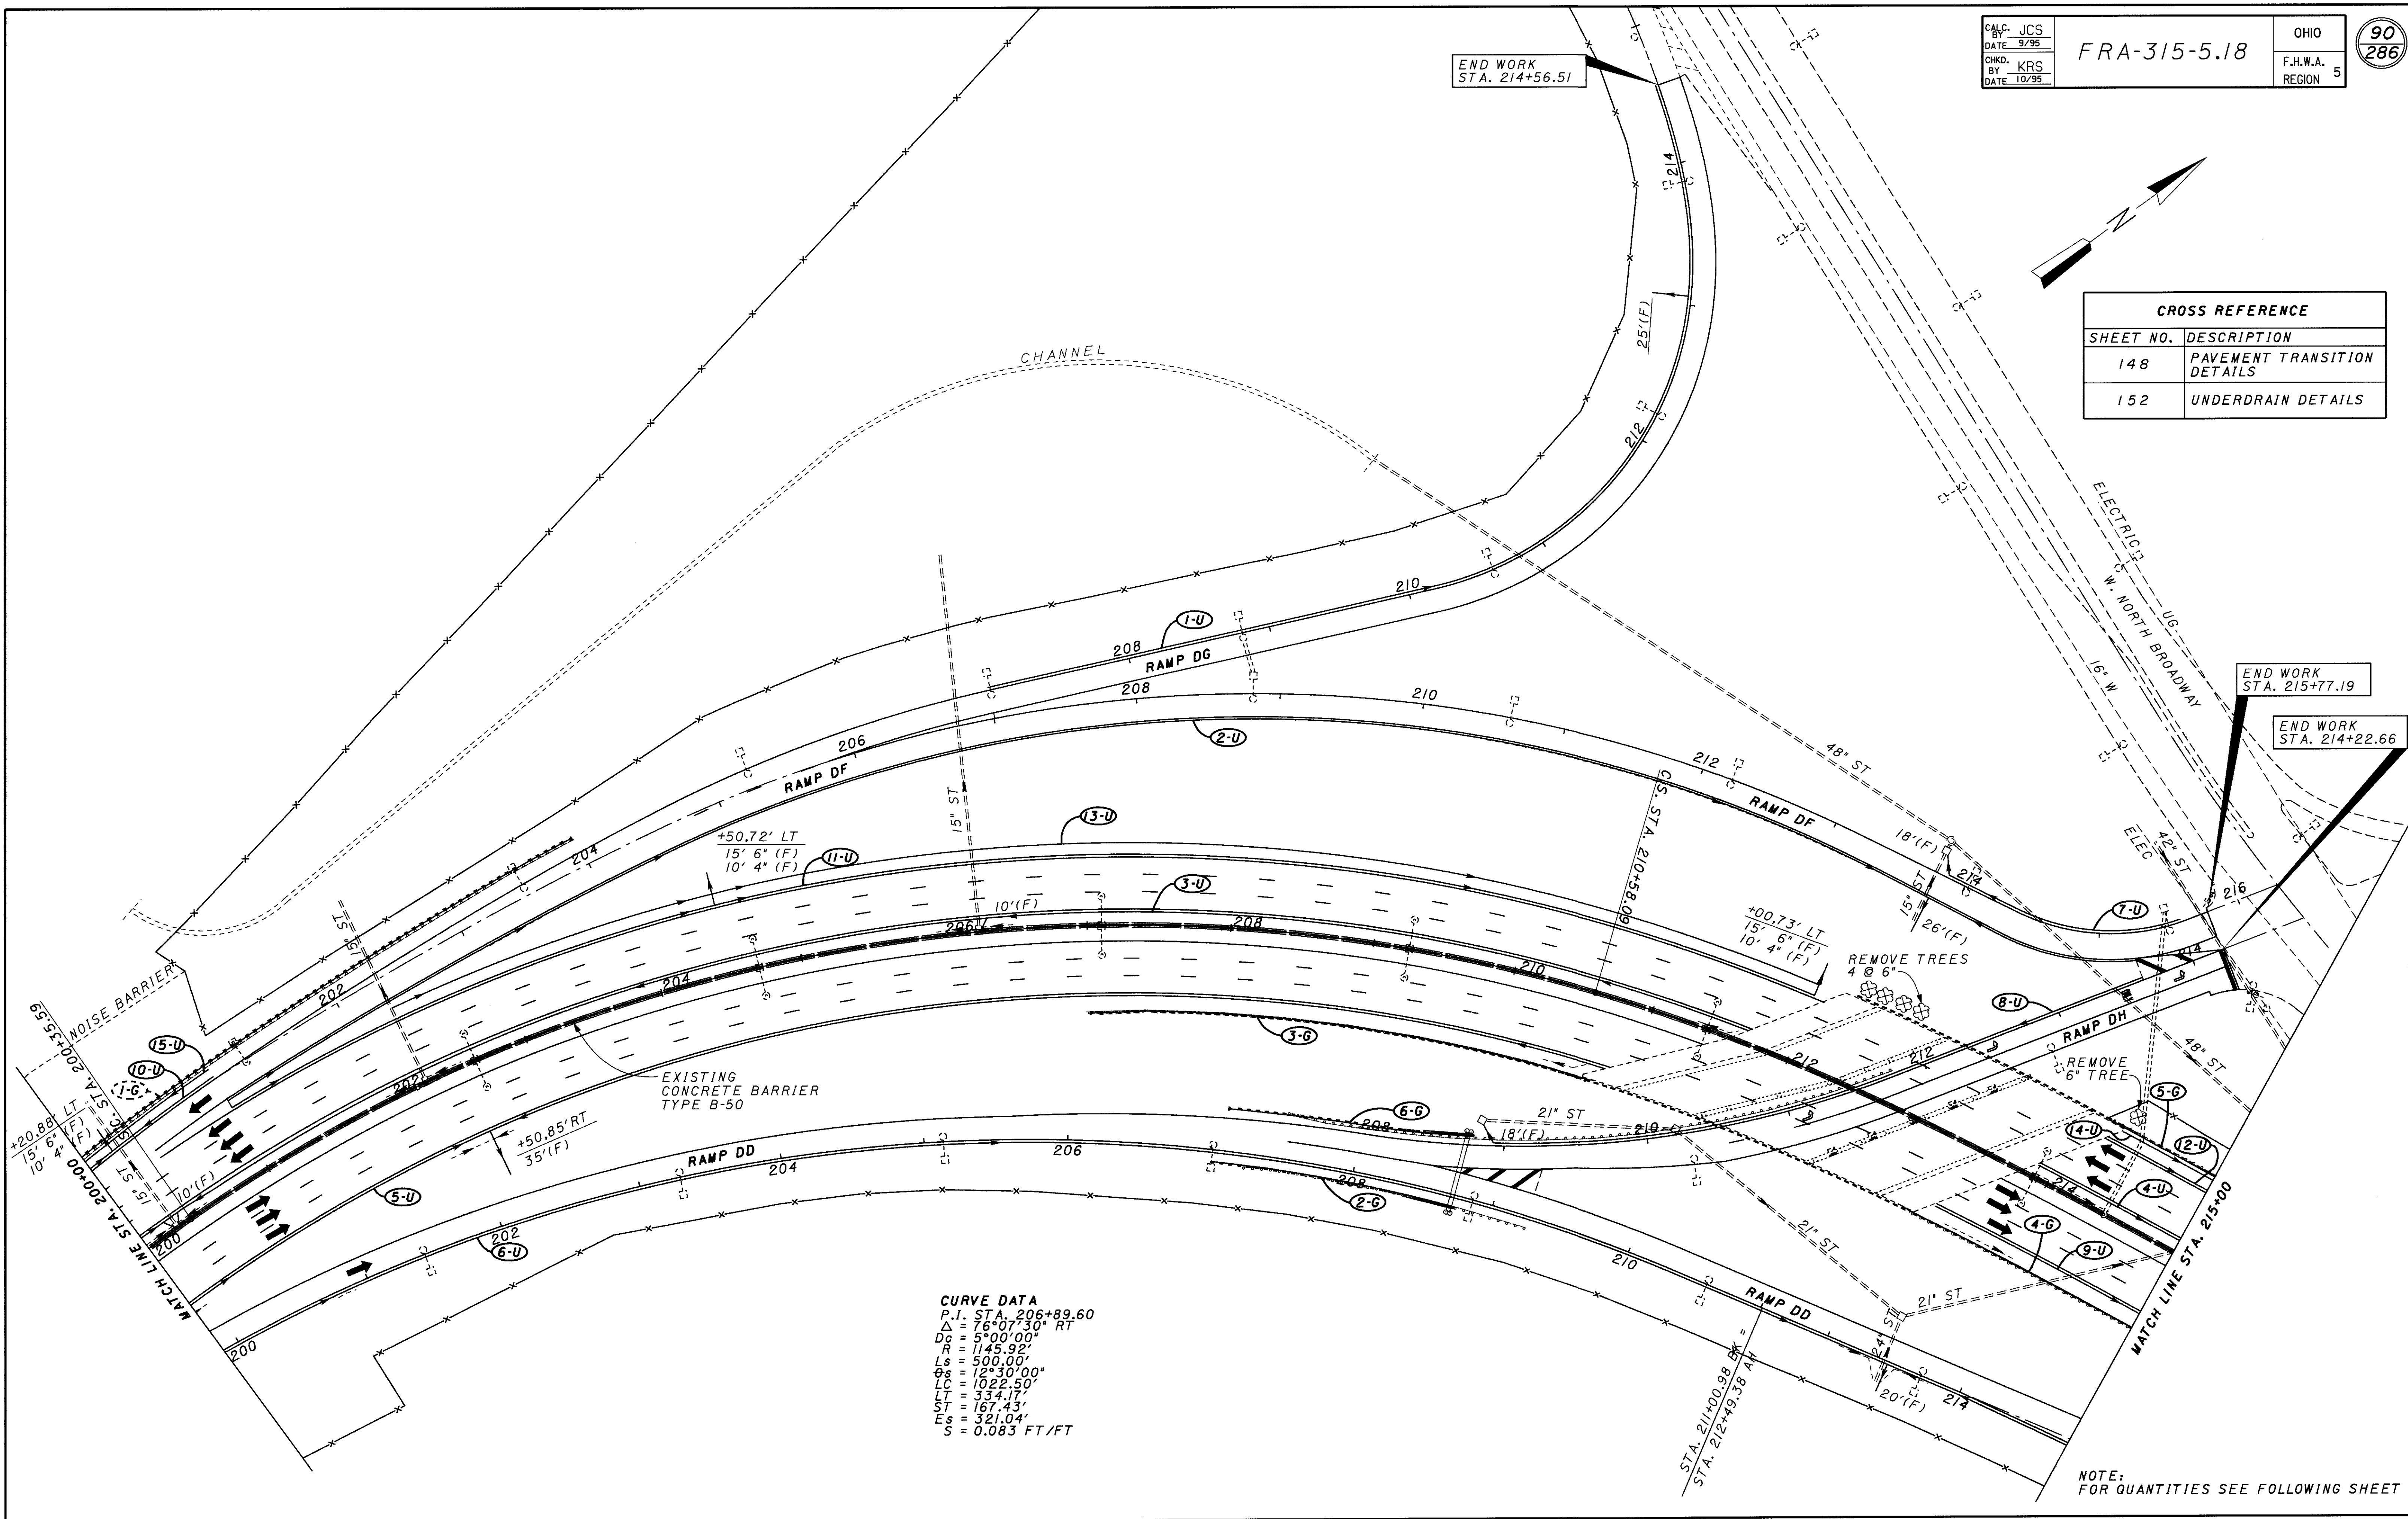 CALC. BY JCS
DATE 9/95
CHKD. BY KRS
DATE 10/95
FRA-315-5.18
OHIO
F.H.W.A. REGION 5
90
286
END WORK
STA. 214+56.51
N
CROSS REFERENCE
SHEET NO. DESCRIPTION
148 PAVEMENT TRANSITION
DETAILS
152 UNDERDRAIN DETAILS
CHANNEL
25'(F)
214
212
210
208
1-U
RAMP DG
208
210
212
214
216
206
204
202
RAMP DF
2-U
RAMP DF
48" ST
ELECTRIC
UG
W. NORTH BROADWAY
16" W
END WORK
STA. 215+77.19
END WORK
STA. 214+22.66
42" ST
ELEC
15" ST
13-U
+50.72' LT
15' 6" (F)
10' 4" (F)
11-U
3-U
10'(F)
C.S. STA. 210+58.09
+00.73' LT
15' 6" (F)
10' 4" (F)
18'(F)
15" ST
26'(F)
7-U
214
REMOVE TREES
4 @ 6"
8-U
RAMP DH
212
210
208
48" ST
REMOVE
6" TREE
5-G
14-U
12-U
4-U
4-G
9-U
200
202
204
206
208
210
212
214
15" ST
NOISE BARRIER
15-U
10-U
1-G
S.C. STA. 200+35.59
+20.88' LT
15' 6" (F)
10' 4" (F)
15" ST
10'(F)
MATCH LINE STA. 200+00
EXISTING
CONCRETE BARRIER
TYPE B-50
+50.85' RT
35'(F)
5-U
3-G
6-G
21" ST
18'(F)
2-G
RAMP DD
200
202
204
206
208
210
214
6-U
21" ST
21" ST
24" ST
20'(F)
RAMP DD
STA. 211+00.98 BK =
STA. 212+49.38 AH
MATCH LINE STA. 215+00
CURVE DATA
P.I. STA. 206+89.60
Δ = 76°07'30" RT
Dc = 5°00'00"
R = 1145.92'
Ls = 500.00'
θs = 12°30'00"
LC = 1022.50'
LT = 334.17'
ST = 167.43'
Es = 321.04'
S = 0.083 FT/FT
NOTE:
FOR QUANTITIES SEE FOLLOWING SHEET